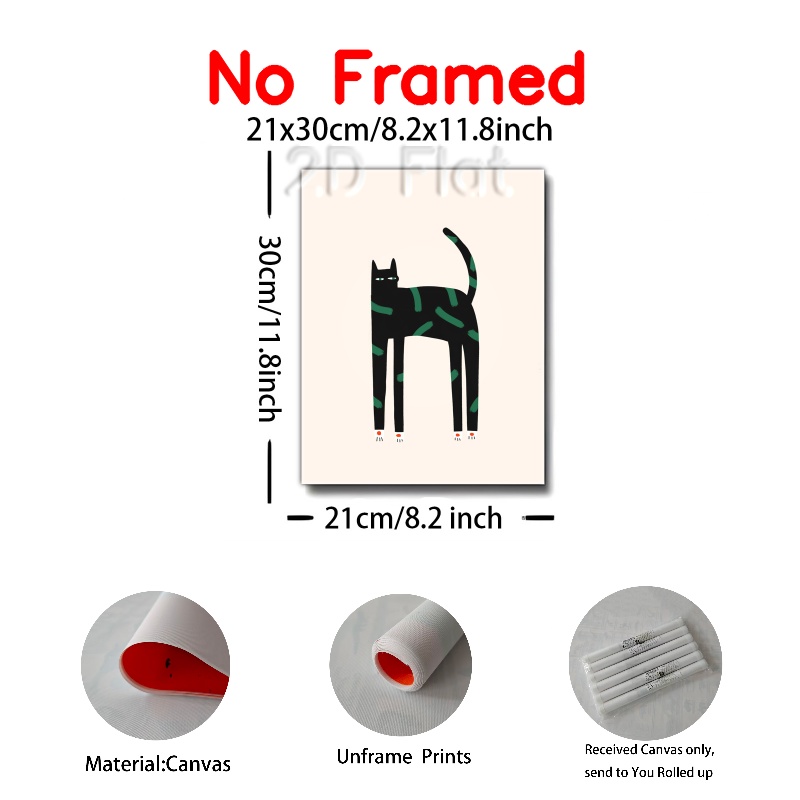 No Framed
21x30cm/8.2x11.8inch
2D Flat
30cm/11.8inch
21cm/8.2 inch
Material:Canvas
Unframe Prints
Received Canvas only,
send to You Rolled up